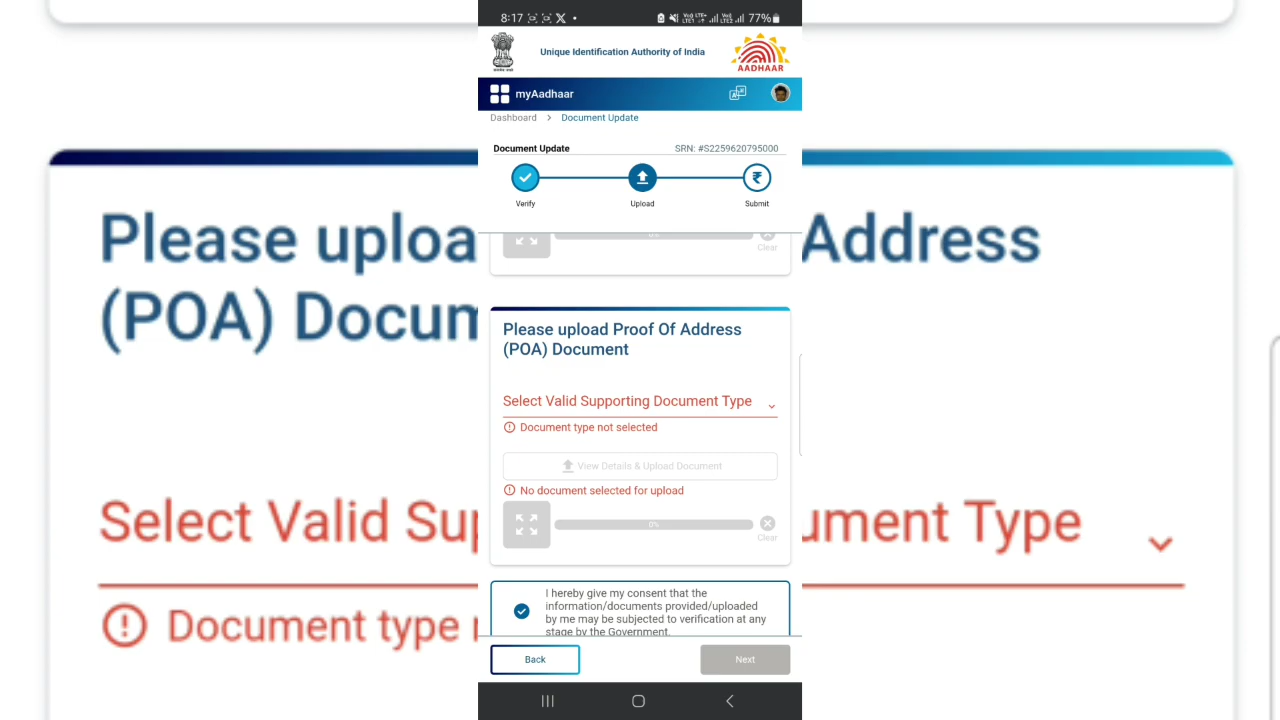 8:17
77%
Unique Identification Authority of India
AADHAAR
myAadhaar
Dashboard > Document Update
Document Update SRN: #S2259620795000
Verify Upload Submit
0%
Clear
Please upload Proof Of Address
(POA) Document
Select Valid Supporting Document Type
Document type not selected
View Details & Upload Document
No document selected for upload
0%
Clear
I hereby give my consent that the
information/documents provided/uploaded
by me may be subjected to verification at any
stage by the Government.
Back Next
Please uploa
Address
(POA) Docum
Select Valid Sup
ument Type
Document type